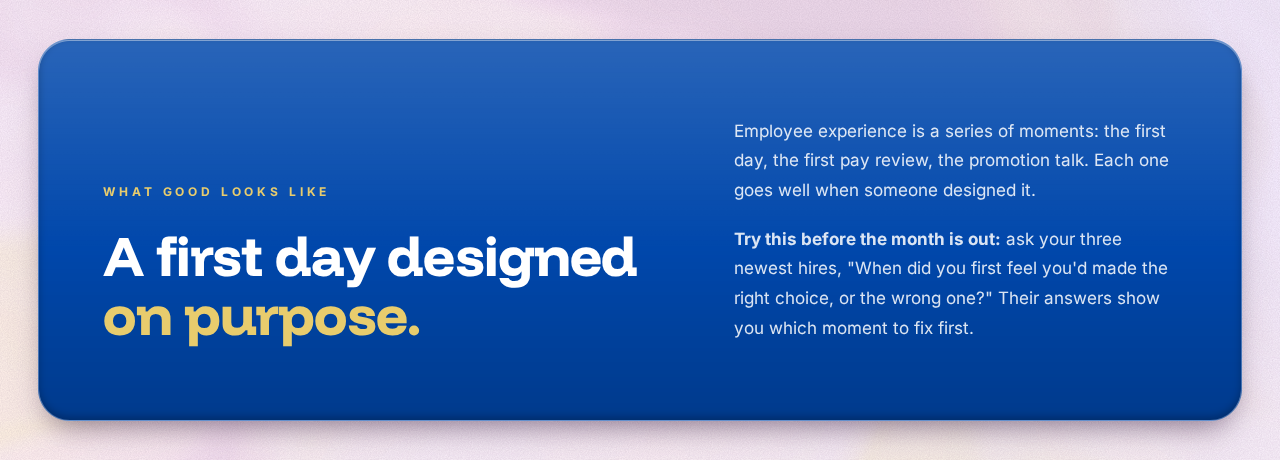 WHAT GOOD LOOKS LIKE
A first day designed
on purpose.
Employee experience is a series of moments: the first
day, the first pay review, the promotion talk. Each one
goes well when someone designed it.
Try this before the month is out: ask your three
newest hires, "When did you first feel you'd made the
right choice, or the wrong one?" Their answers show
you which moment to fix first.